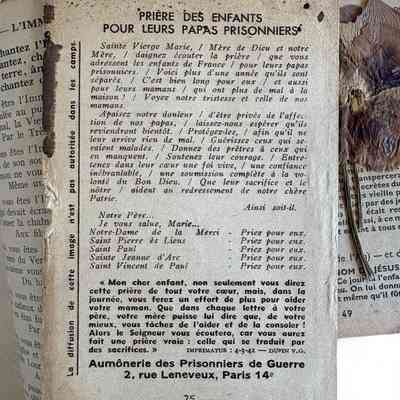 PRIÈRE DES ENFANTS
POUR LEURS PAPAS PRISONNIERS
Sainte Vierge Marie, / Mère de Dieu et notre
Mère, / daignez écouter la prière / que vous
adressent les enfants de France / pour leurs papas
prisonniers. / Voici plus d'une année qu'ils sont
séparés. / C'est bien long pour eux / et aussi
pour leurs mamans, / qui ont plus de mal à la
maison ! / Voyez notre tristesse et celle de nos
mamans.
Apaisez notre douleur / d'être privés de l'affec-
tion de nos papas, / laissez-nous espérer qu'ils
reviendront bientôt. / Protégez-les, / afin qu'il ne
leur arrive rien de mal. / Guérissez ceux qui se-
raient malades. / Donnez des prêtres à ceux qui
en manquent. / Soutenez leur courage. / Entre-
tenez dans leur cœur une foi vive, / une confiance
inébranlable, / une soumission complète à la vo-
lonté du Bon Dieu. / Que leur sacrifice et le
nôtre / aident au redressement de notre chère
Patrie.
Ainsi soit-il.
Notre Père...
Je vous salue, Marie...
Notre-Dame de la Merci - Priez pour eux.
Saint Pierre ès Liens - Priez pour eux.
Saint Paul - Priez pour eux.
Sainte Jeanne d'Arc - Priez pour eux.
Saint Vincent de Paul - Priez pour eux.
« Mon cher enfant, non seulement vous direz
cette prière de tout votre cœur, mais, dans la
journée, vous ferez un effort de plus pour aider
votre maman. Que dans chaque lettre à votre
père, votre mère puisse lui dire que, de votre
mieux, vous tâchez de l'aider et de la consoler !
Alors le Seigneur vous écoutera, car vous aurez
fait une prière réelle : celle qui se traduit par
des sacrifices. » IMPRIMATUR : 4-3-42 — DUPIN V.G.
Aumônerie des Prisonniers de Guerre
2, rue Leneveux, Paris 14e
La diffusion de cette image n'est pas autorisée dans les camps.
75
— L'IMM
49